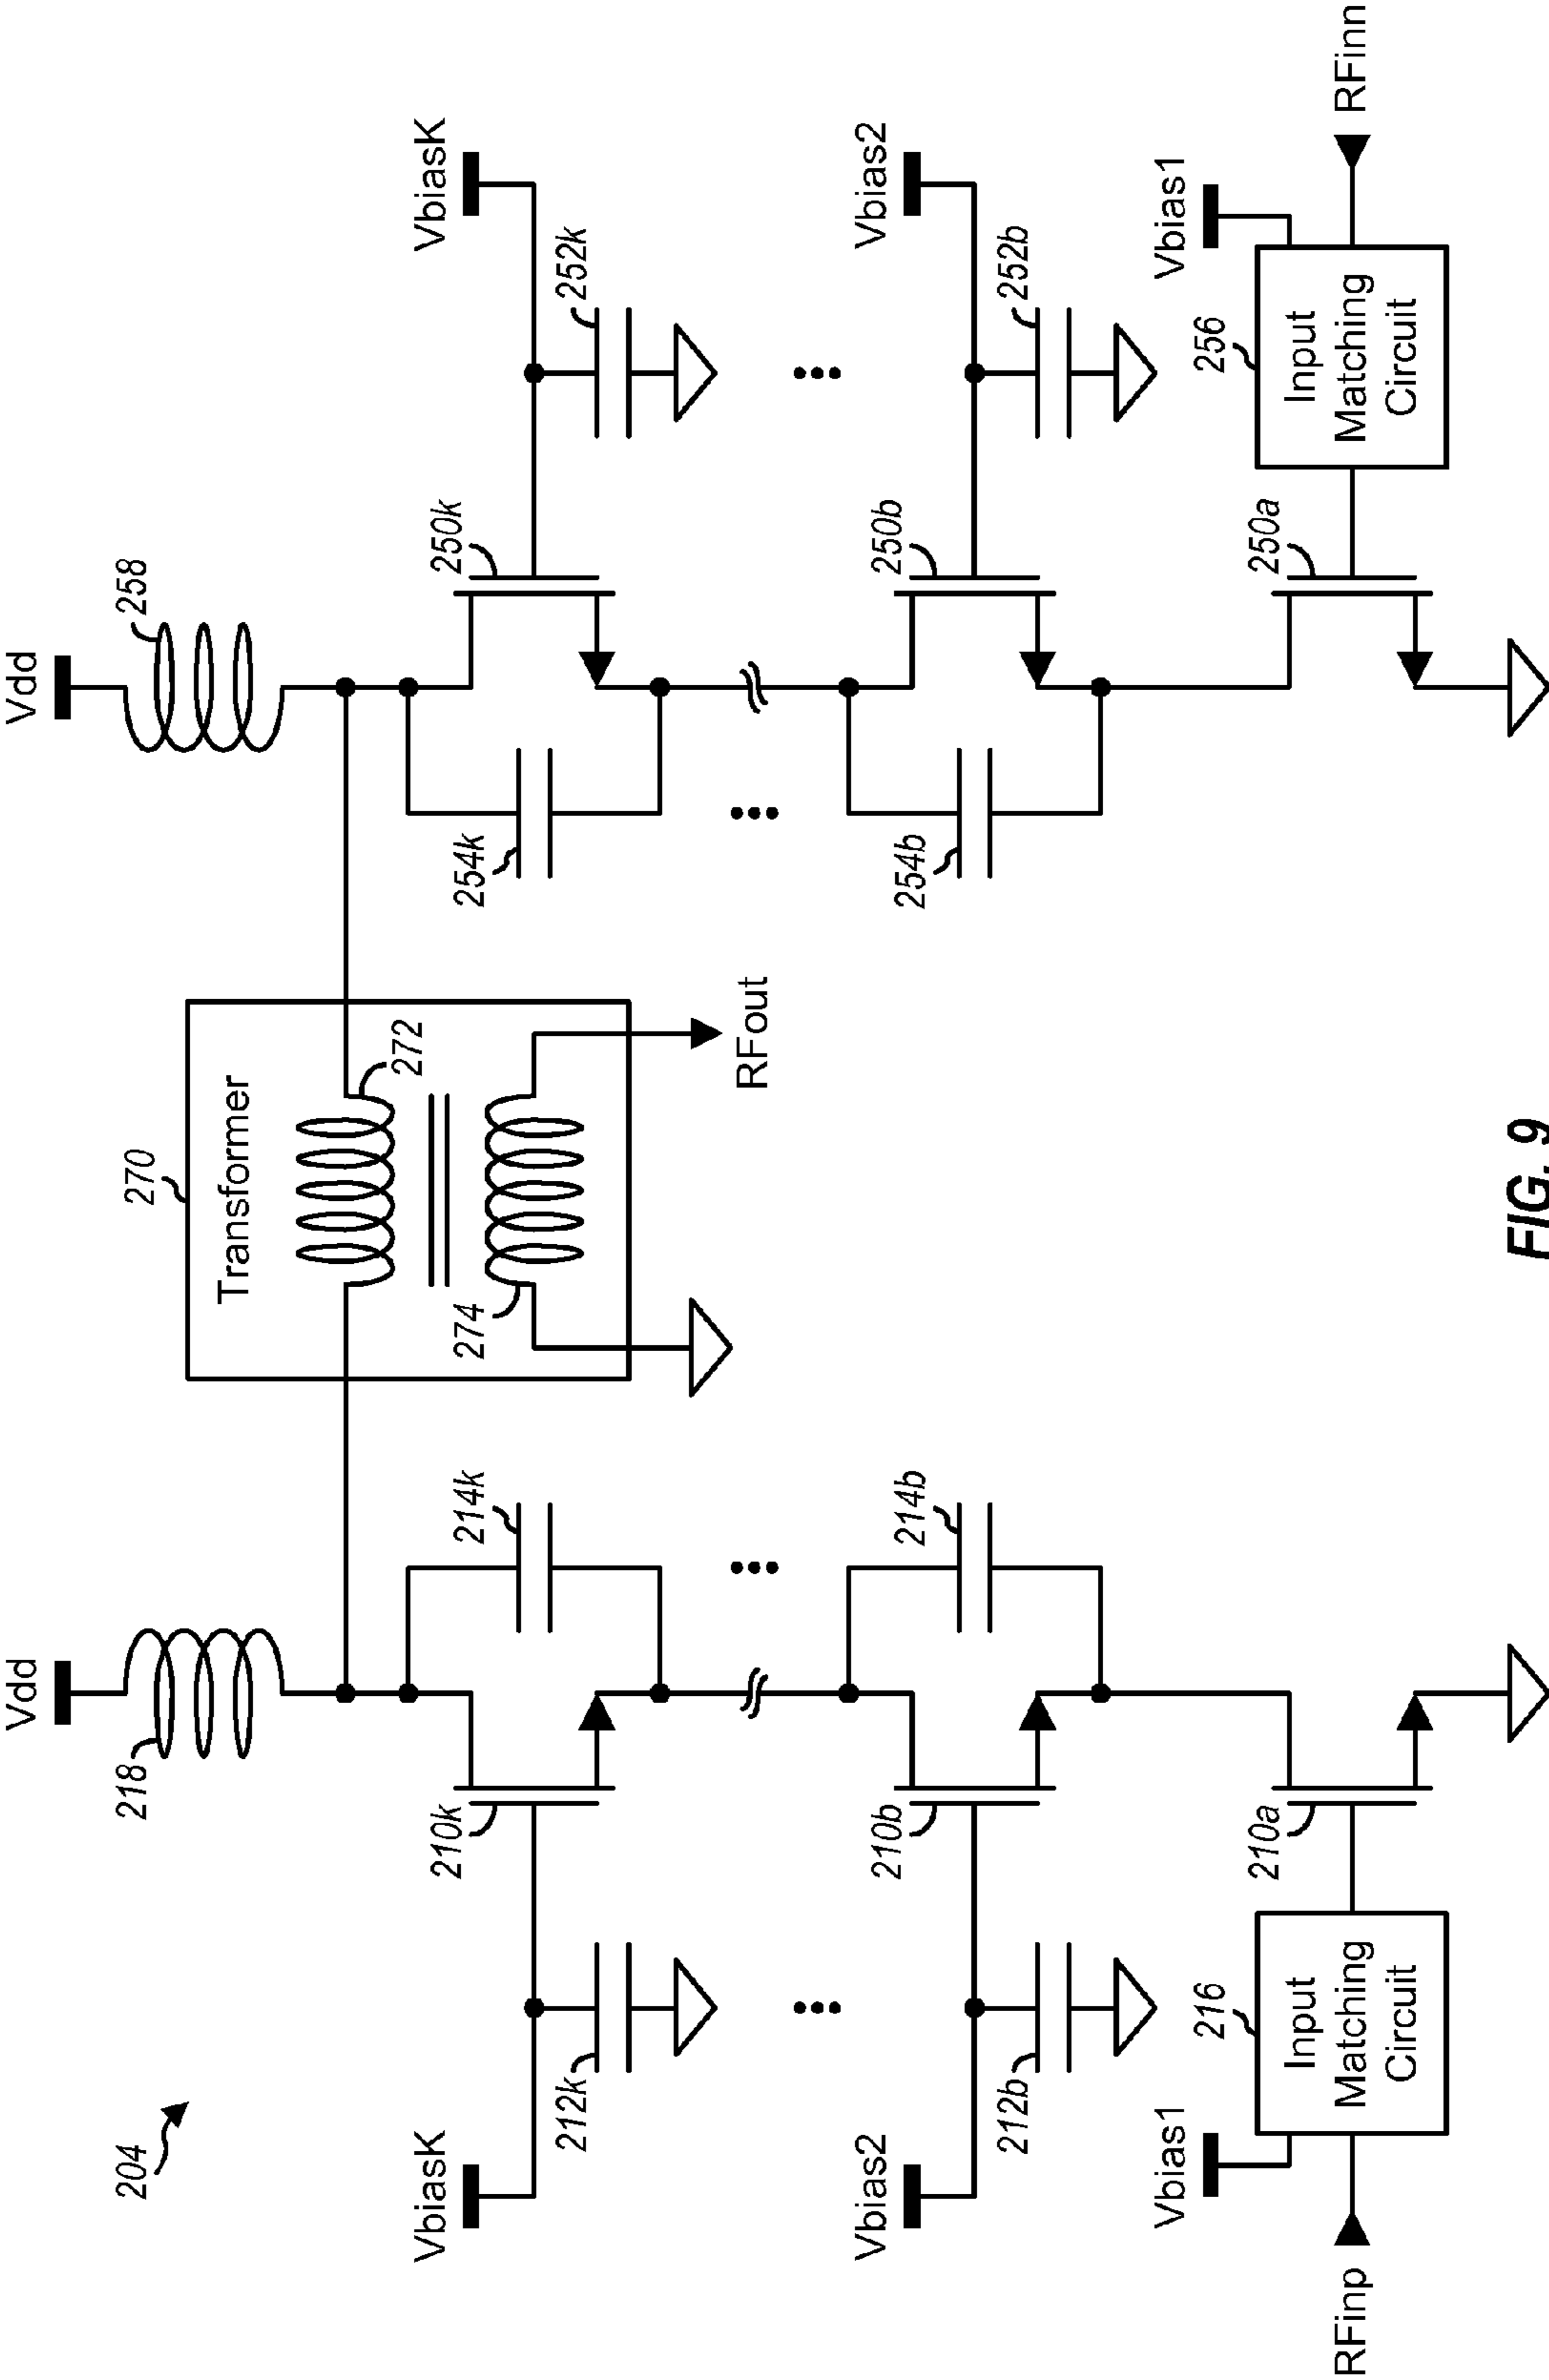 204
Vdd
Vdd
218
258
270
Transformer
272
274
RFout
VbiasK
VbiasK
210k
214k
254k
250k
212k
252k
Vbias2
Vbias2
210b
214b
254b
250b
212b
252b
Vbias1
Vbias1
216
256
Input
Matching
Circuit
Input
Matching
Circuit
210a
250a
RFinp
RFinn
FIG. 9